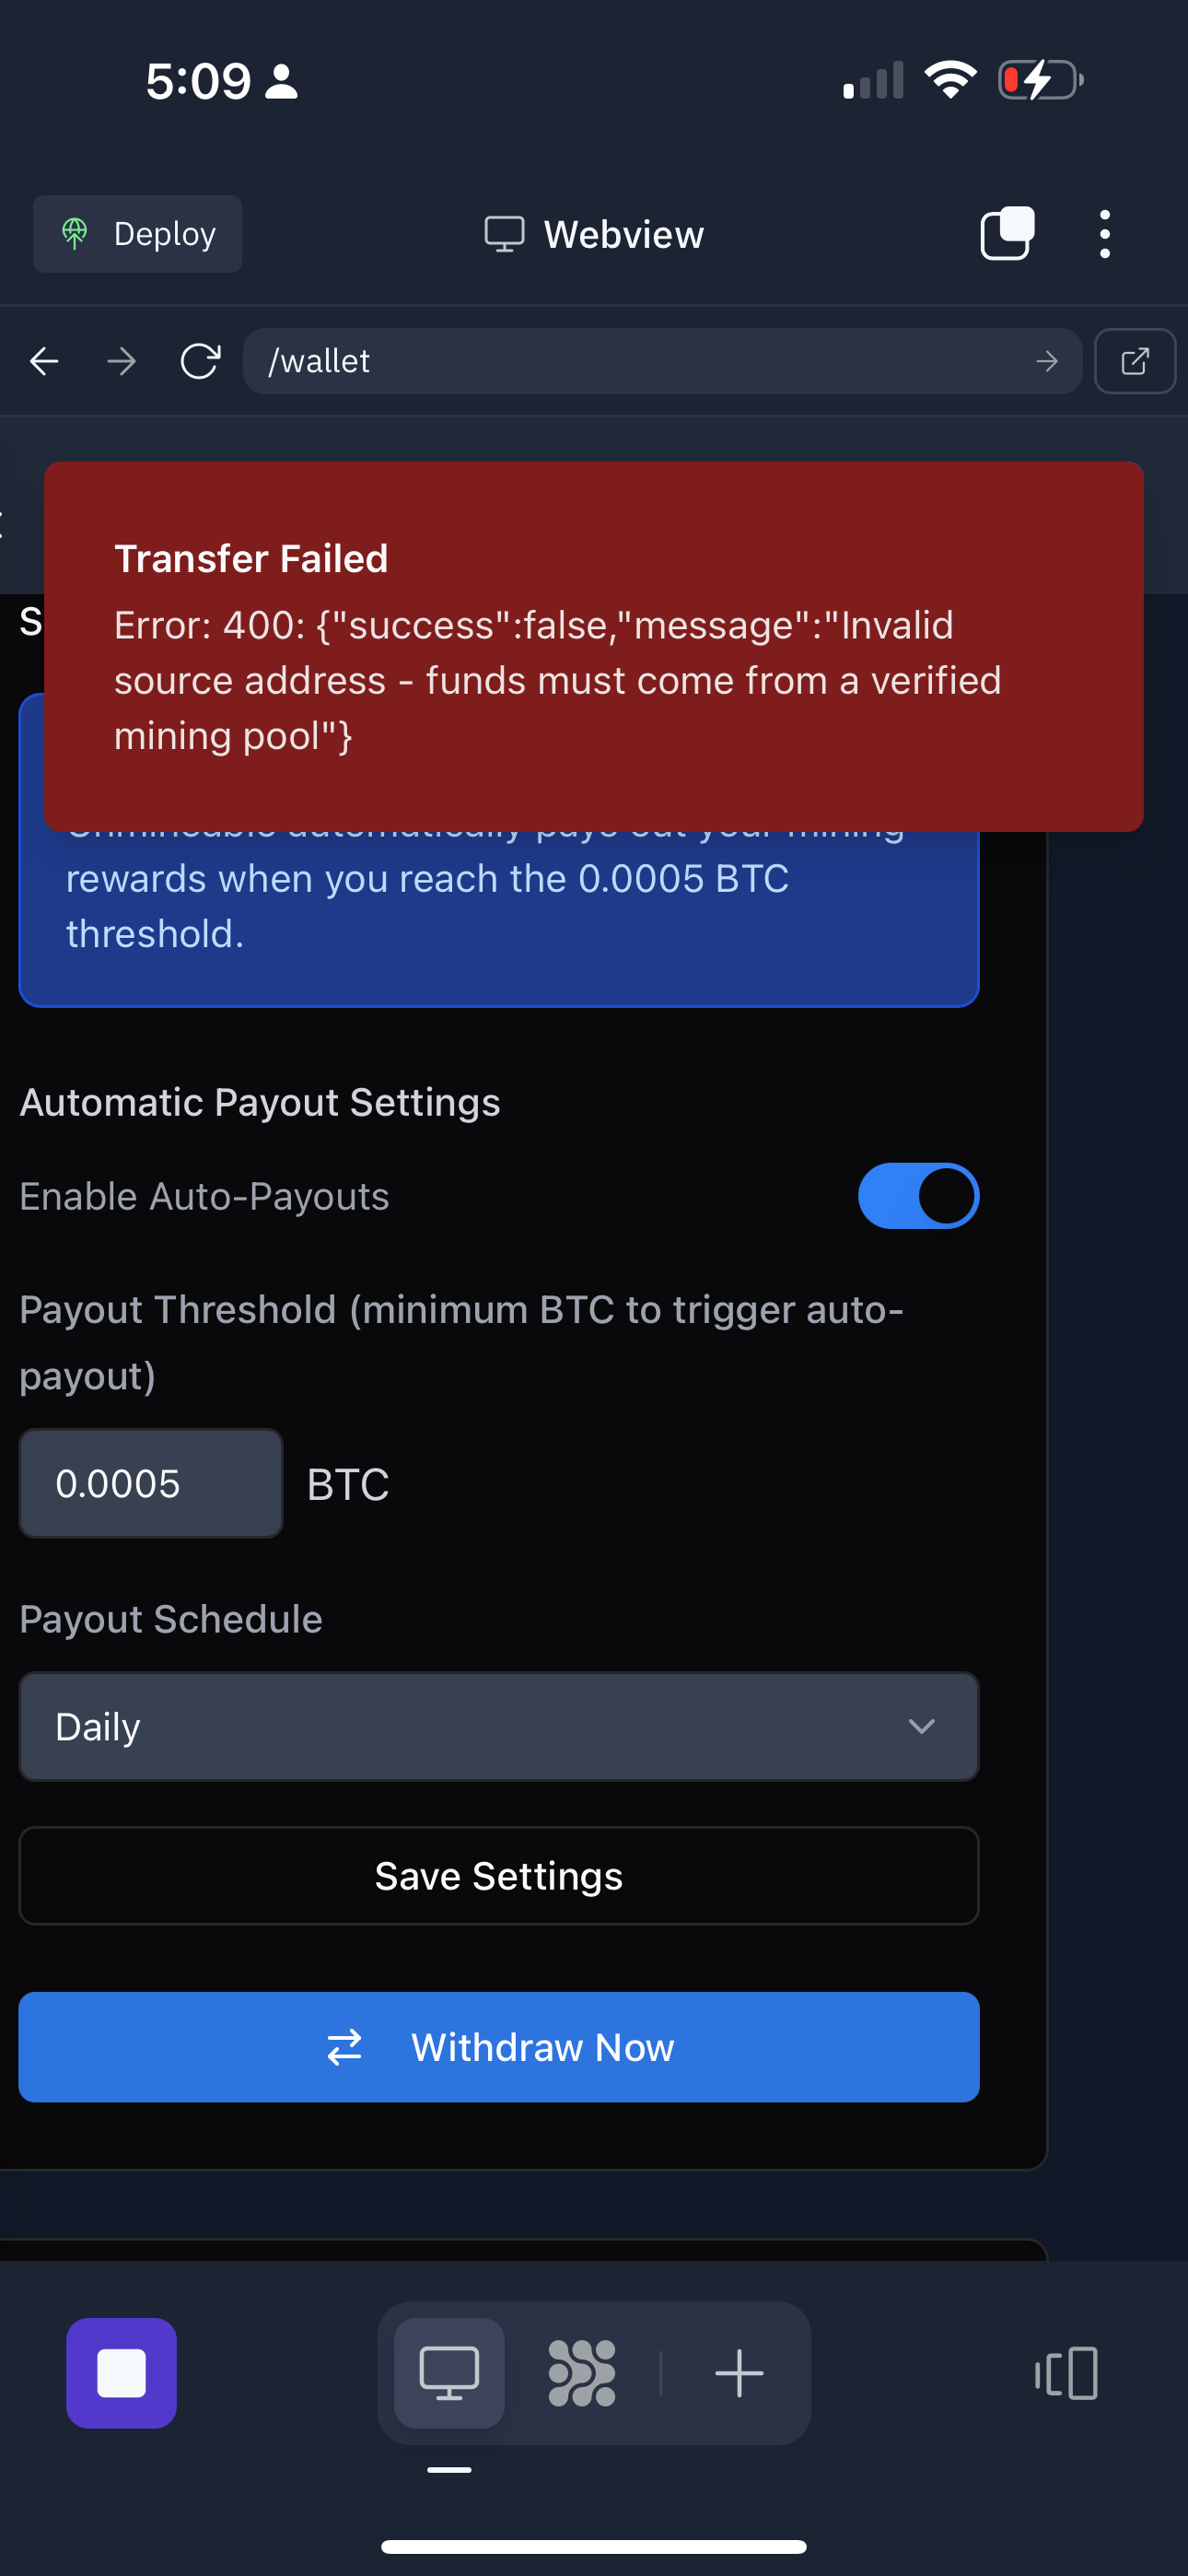 5:09
Deploy
Webview
/wallet
Transfer Failed
Error: 400: {"success":false,"message":"Invalid
source address - funds must come from a verified
mining pool"}
S
rewards when you reach the 0.0005 BTC
threshold.
Automatic Payout Settings
Enable Auto-Payouts
Payout Threshold (minimum BTC to trigger auto-
payout)
0.0005
BTC
Payout Schedule
Daily
Save Settings
Withdraw Now